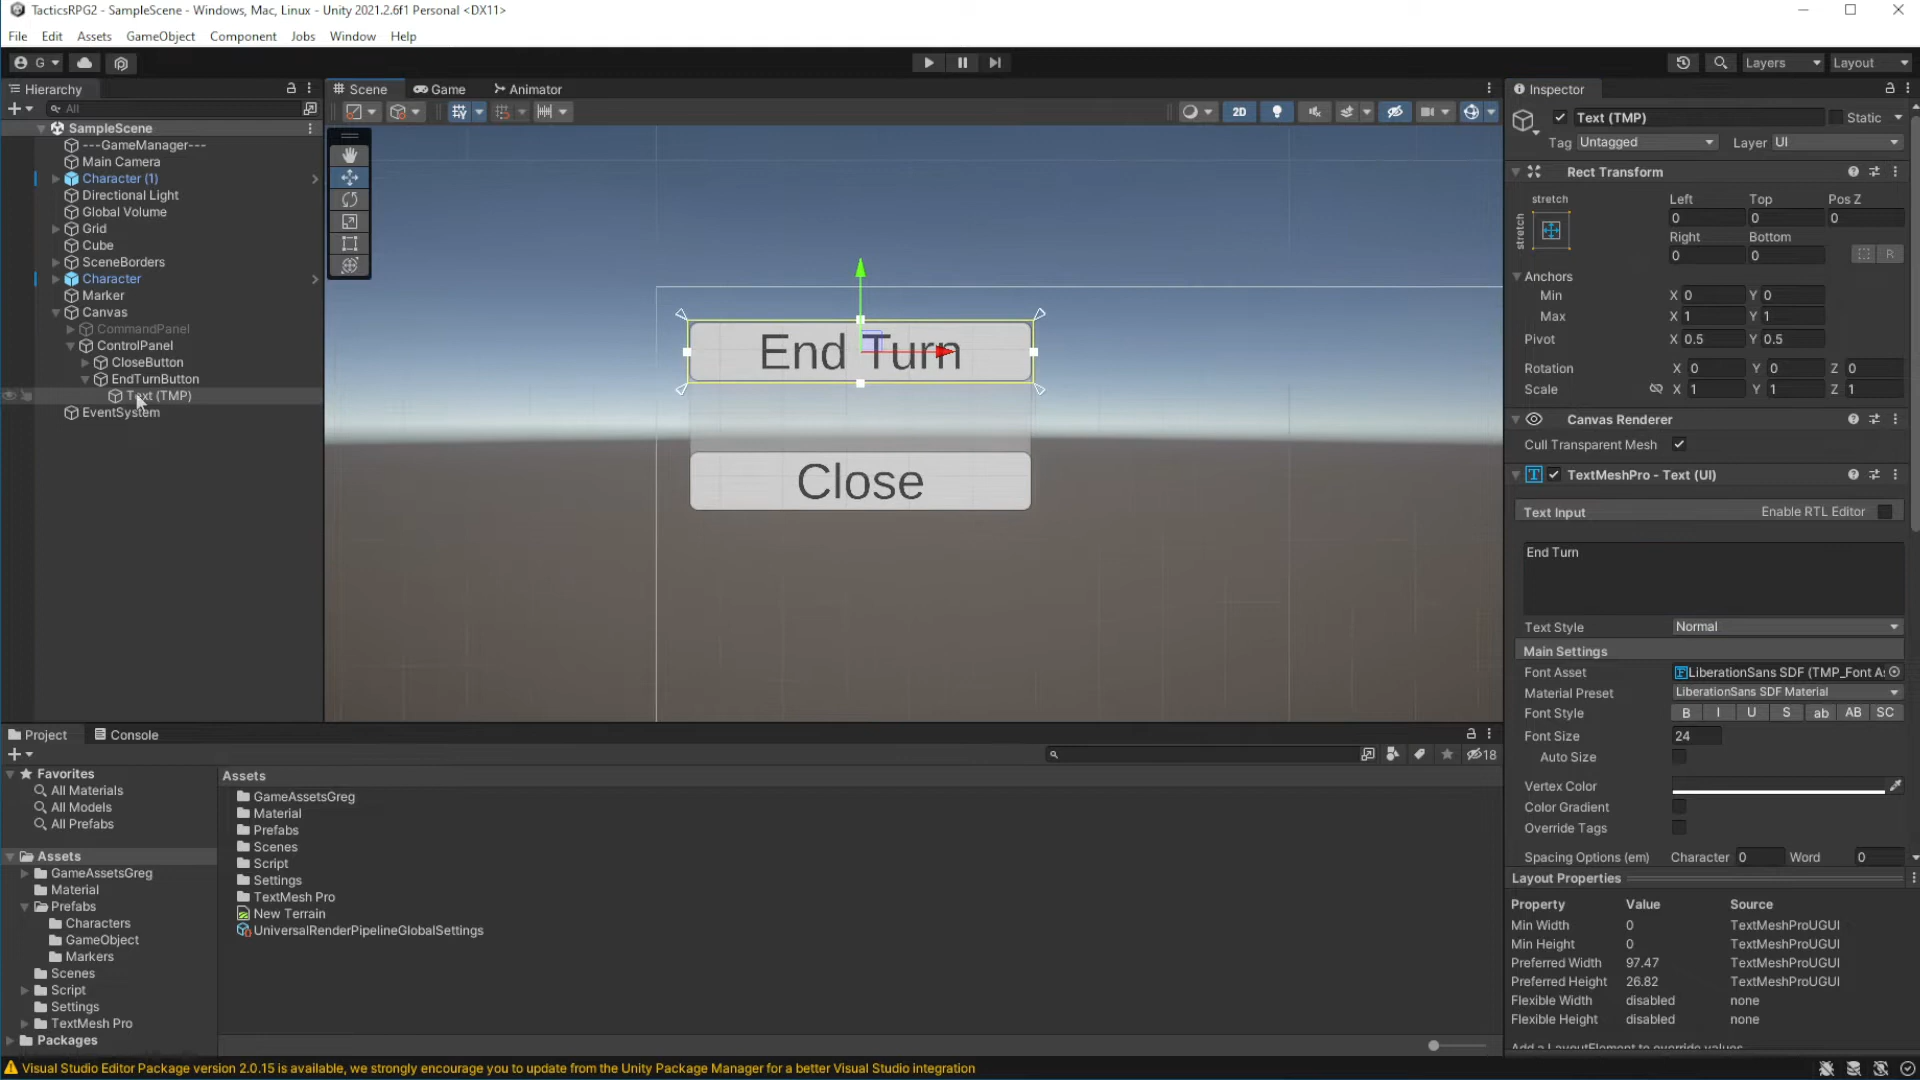 TacticsRPG2 - SampleScene - Windows, Mac, Linux - Unity 2021.2.6f1 Personal <DX11>
File Edit Assets GameObject Component Jobs Window Help
G Layers Layout
Hierarchy
All
SampleScene
---GameManager---
Main Camera
Character (1)
Directional Light
Global Volume
Grid
Cube
SceneBorders
Character
Marker
Canvas
CommandPanel
ControlPanel
CloseButton
EndTurnButton
Text (TMP)
EventSystem
Scene Game Animator
2D
End Turn
Close
Inspector
Text (TMP) Static
Tag Untagged Layer UI
Rect Transform
stretch Left Top Pos Z
stretch 0 0 0
Right Bottom
0 0 R
Anchors
Min X 0 Y 0
Max X 1 Y 1
Pivot X 0.5 Y 0.5
Rotation X 0 Y 0 Z 0
Scale X 1 Y 1 Z 1
Canvas Renderer
Cull Transparent Mesh
TextMeshPro - Text (UI)
Text Input Enable RTL Editor
End Turn
Text Style Normal
Main Settings
Font Asset LiberationSans SDF (TMP_Font A
Material Preset LiberationSans SDF Material
Font Style B I U S ab AB SC
Font Size 24
Auto Size
Vertex Color
Color Gradient
Override Tags
Spacing Options (em) Character 0 Word 0
Layout Properties
Property Value Source
Min Width 0 TextMeshProUGUI
Min Height 0 TextMeshProUGUI
Preferred Width 97.47 TextMeshProUGUI
Preferred Height 26.82 TextMeshProUGUI
Flexible Width disabled none
Flexible Height disabled none
Add a LayoutElement to override values
Project Console
18
Favorites
All Materials
All Models
All Prefabs
Assets
GameAssetsGreg
Material
Prefabs
Characters
GameObject
Markers
Scenes
Script
Settings
TextMesh Pro
Packages
Assets
GameAssetsGreg
Material
Prefabs
Scenes
Script
Settings
TextMesh Pro
New Terrain
UniversalRenderPipelineGlobalSettings
Visual Studio Editor Package version 2.0.15 is available, we strongly encourage you to update from the Unity Package Manager for a better Visual Studio integration